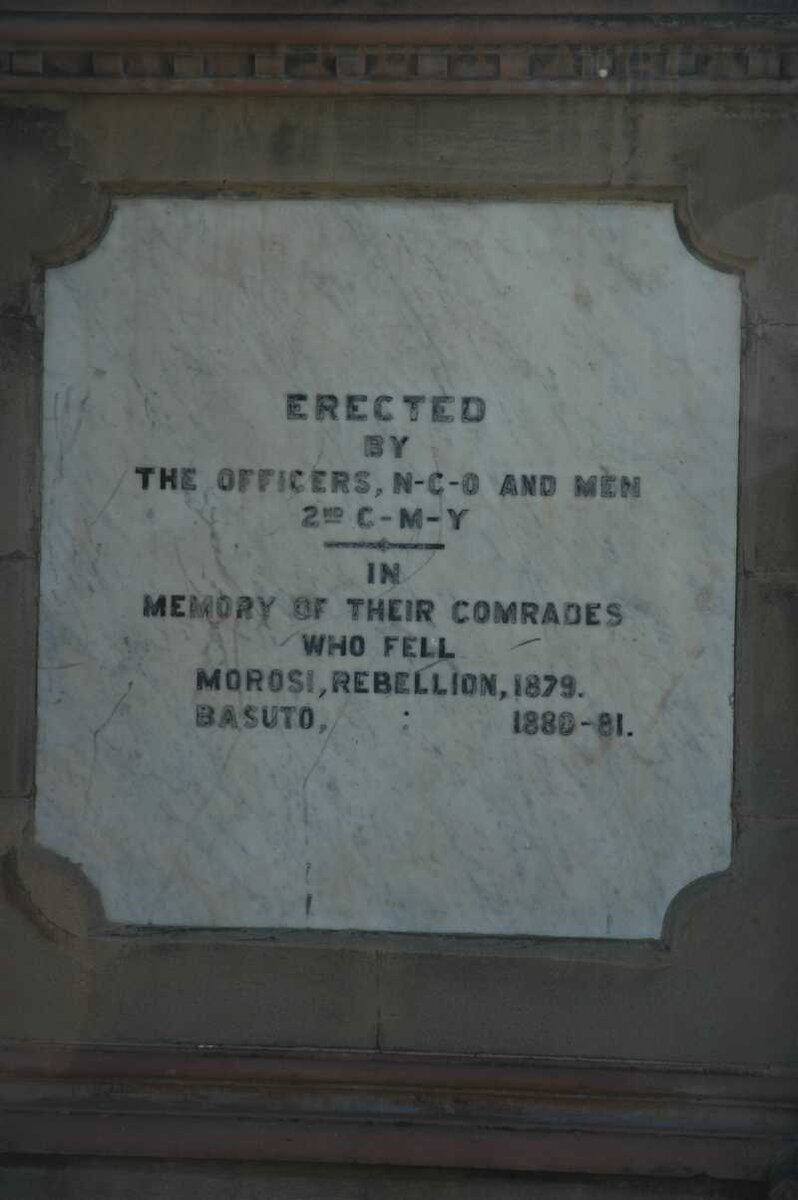 ERECTED
BY
THE OFFICERS, N-C-O AND MEN
2ND C-M-Y
IN
MEMORY OF THEIR COMRADES
WHO FELL
MOROSI, REBELLION, 1879.
BASUTO, : 1880-81.